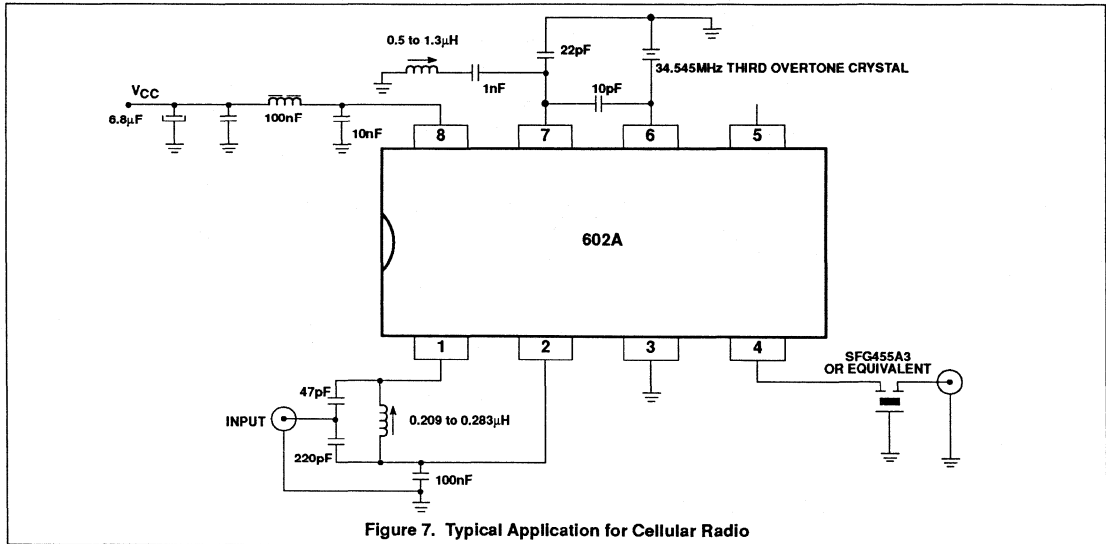 0.5 to 1.3µH
22pF
34.545MHz THIRD OVERTONE CRYSTAL
1nF
10pF
VCC
6.8µF
100nF
10nF
8
7
6
5
602A
1
2
3
4
SFG455A3
OR EQUIVALENT
47pF
INPUT
0.209 to 0.283µH
220pF
100nF
Figure 7. Typical Application for Cellular Radio